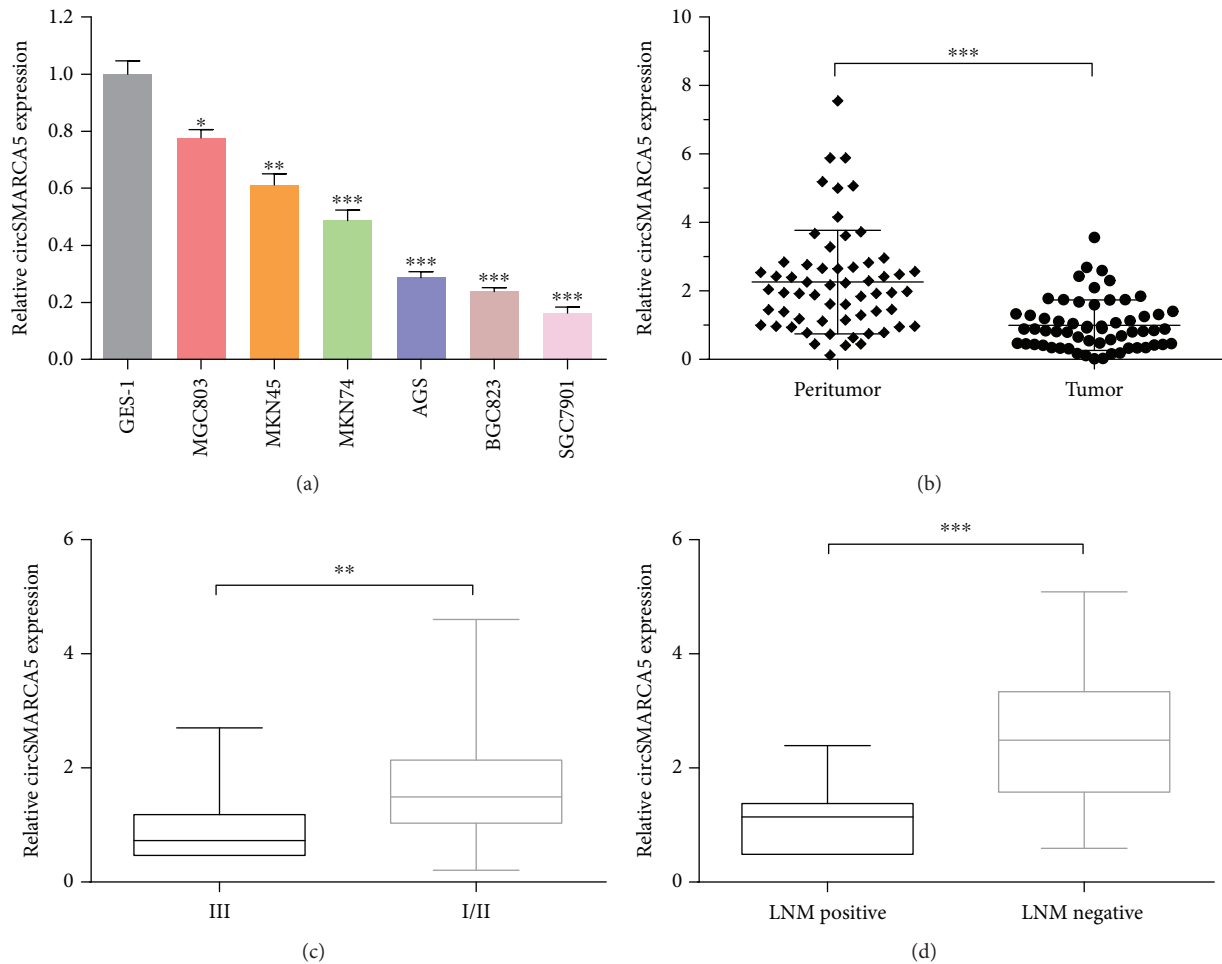 Relative circSMARCA5 expression
1.2
1.0
0.8
0.6
0.4
0.2
0.0
*
**
***
***
***
***
GES-1
MGC803
MKN45
MKN74
AGS
BGC823
SGC7901
(a)
Relative circSMARCA5 expression
10
8
6
4
2
0
***
Peritumor
Tumor
(b)
Relative circSMARCA5 expression
6
4
2
0
**
III
I/II
(c)
Relative circSMARCA5 expression
6
4
2
0
***
LNM positive
LNM negative
(d)